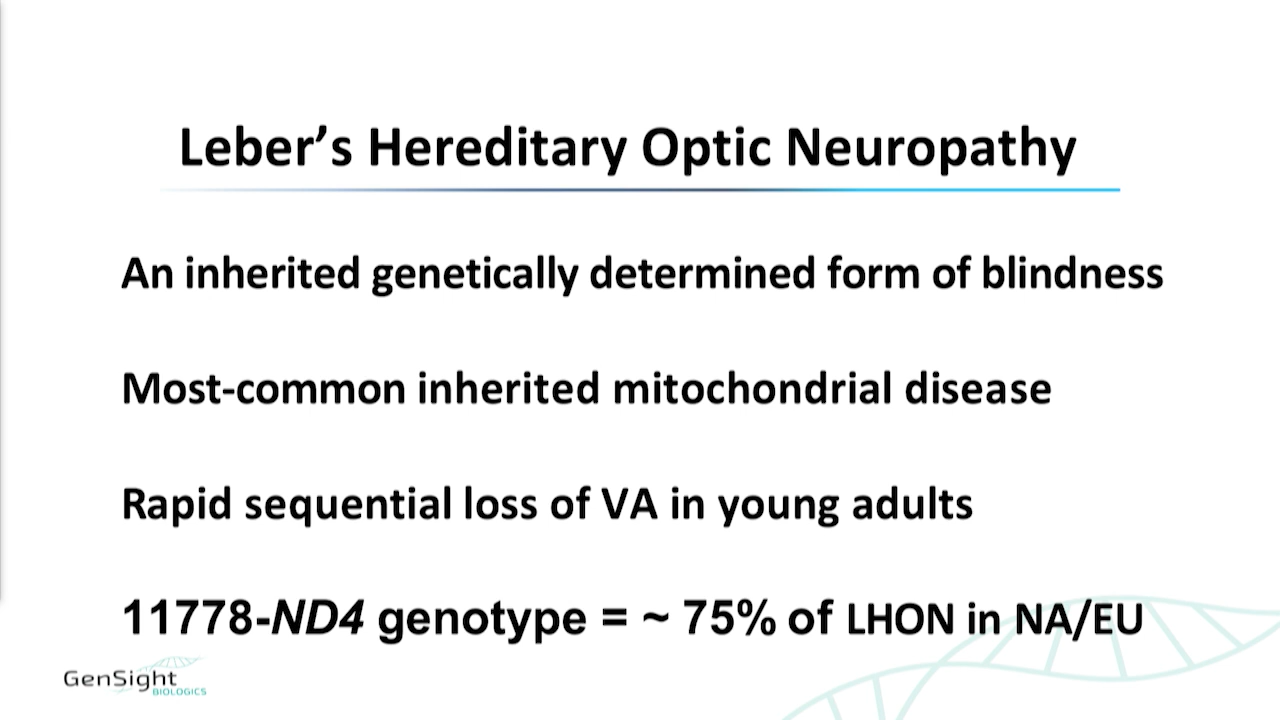 Leber’s Hereditary Optic Neuropathy
An inherited genetically determined form of blindness
Most-common inherited mitochondrial disease
Rapid sequential loss of VA in young adults
11778-ND4 genotype = ~ 75% of LHON in NA/EU
GenSight
BIOLOGICS